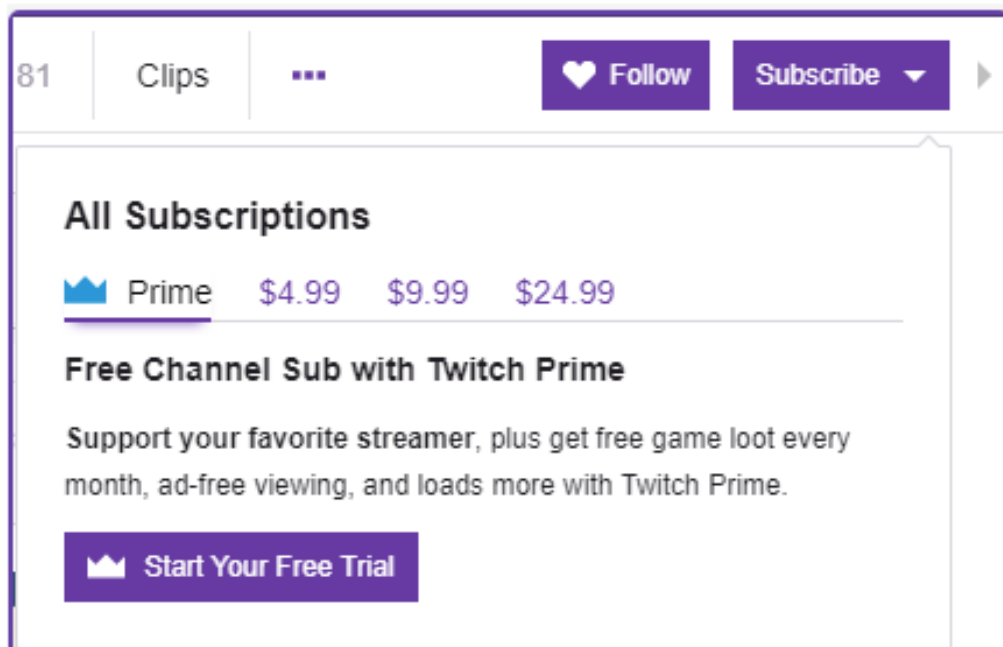 81 Clips Follow Subscribe
All Subscriptions
Prime $4.99 $9.99 $24.99
Free Channel Sub with Twitch Prime
Support your favorite streamer, plus get free game loot every
month, ad-free viewing, and loads more with Twitch Prime.
Start Your Free Trial